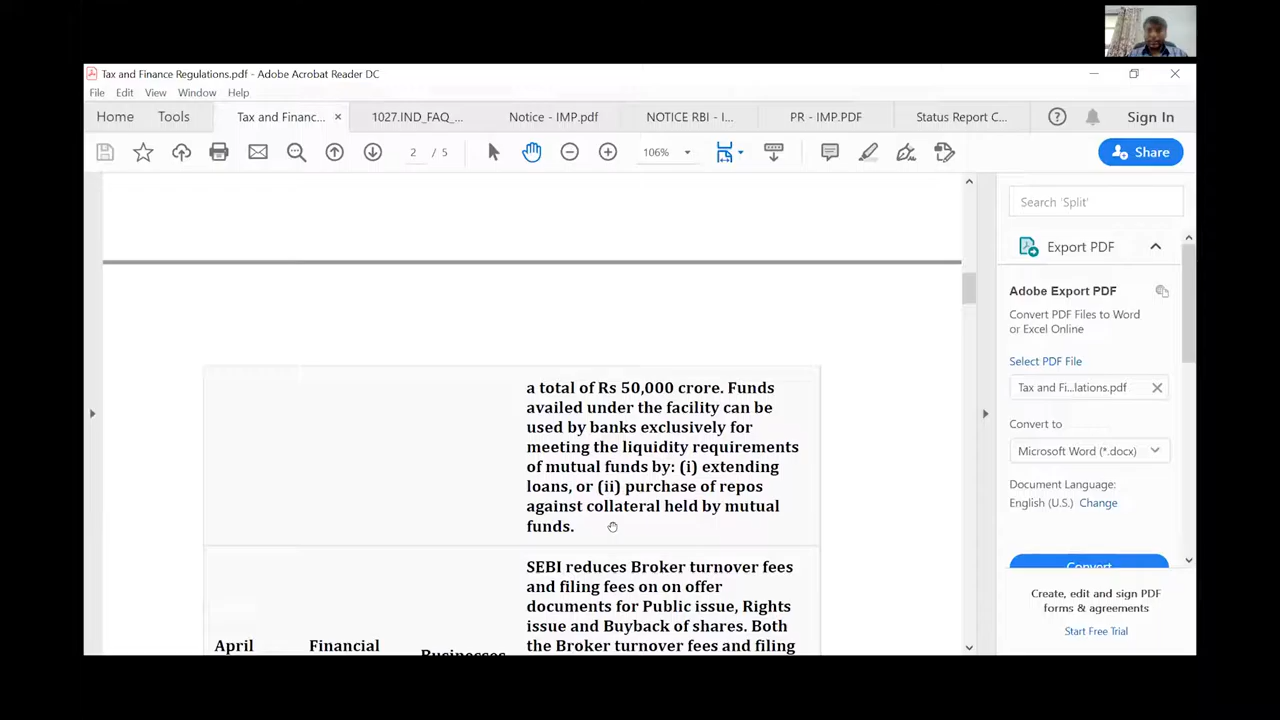 Tax and Finance Regulations.pdf - Adobe Acrobat Reader DC
File Edit View Window Help
Home Tools Tax and Financ... × 1027.IND_FAQ_... Notice - IMP.pdf NOTICE RBI - I... PR - IMP.PDF Status Report C... Sign In
2 / 5 106% Share
Search 'Split'
Export PDF
Adobe Export PDF
Convert PDF Files to Word
or Excel Online
Select PDF File
Tax and Fi...lations.pdf
Convert to
Microsoft Word (*.docx)
Document Language:
English (U.S.) Change
Convert
Create, edit and sign PDF
forms & agreements
Start Free Trial
a total of Rs 50,000 crore. Funds
availed under the facility can be
used by banks exclusively for
meeting the liquidity requirements
of mutual funds by: (i) extending
loans, or (ii) purchase of repos
against collateral held by mutual
funds.
SEBI reduces Broker turnover fees
and filing fees on on offer
documents for Public issue, Rights
issue and Buyback of shares. Both
the Broker turnover fees and filing
April Financial Businesses